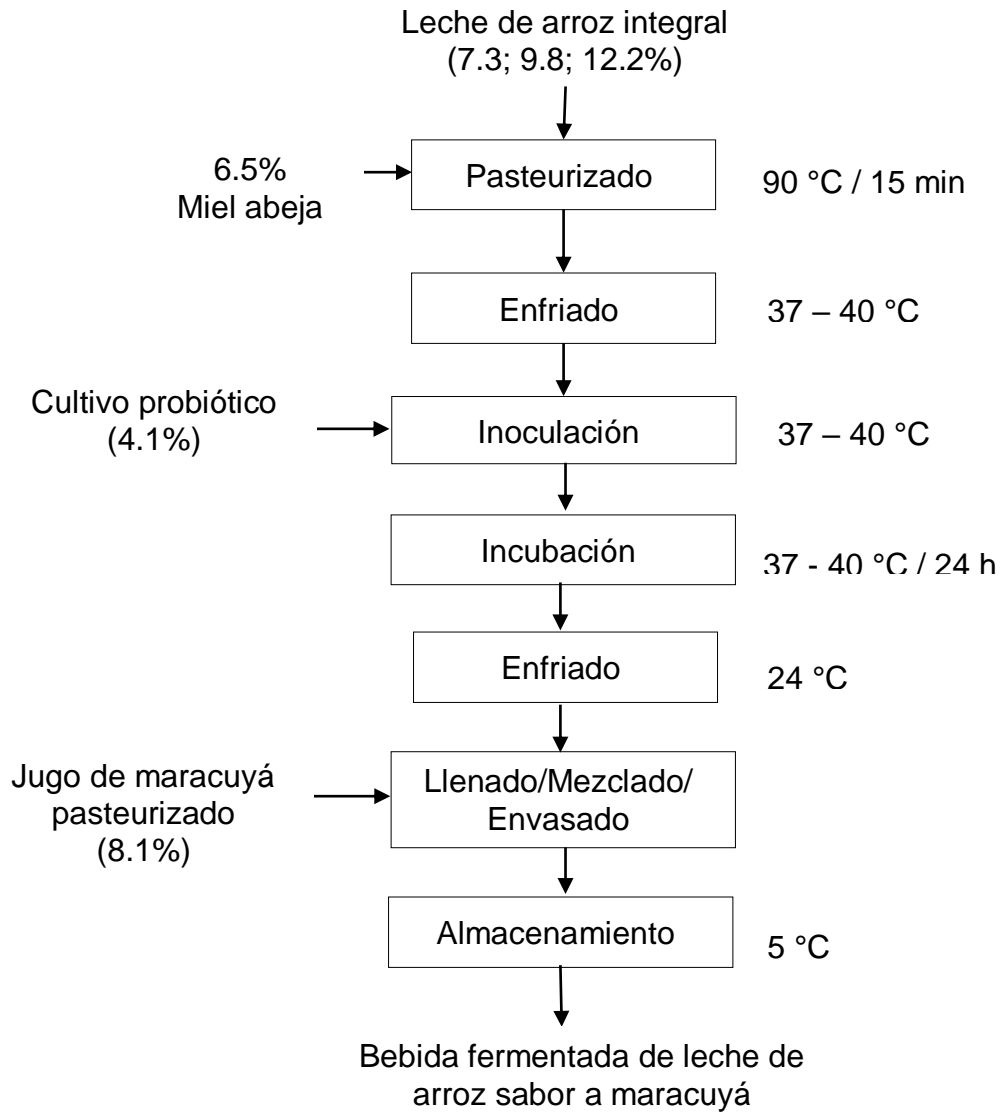 Leche de arroz integral
(7.3; 9.8; 12.2%)
6.5%
Miel abeja
Pasteurizado
90 °C / 15 min
Enfriado
37 – 40 °C
Cultivo probiótico
(4.1%)
Inoculación
37 – 40 °C
Incubación
37 - 40 °C / 24 h
Enfriado
24 °C
Jugo de maracuyá
pasteurizado
(8.1%)
Llenado/Mezclado/
Envasado
Almacenamiento
5 °C
Bebida fermentada de leche de
arroz sabor a maracuyá